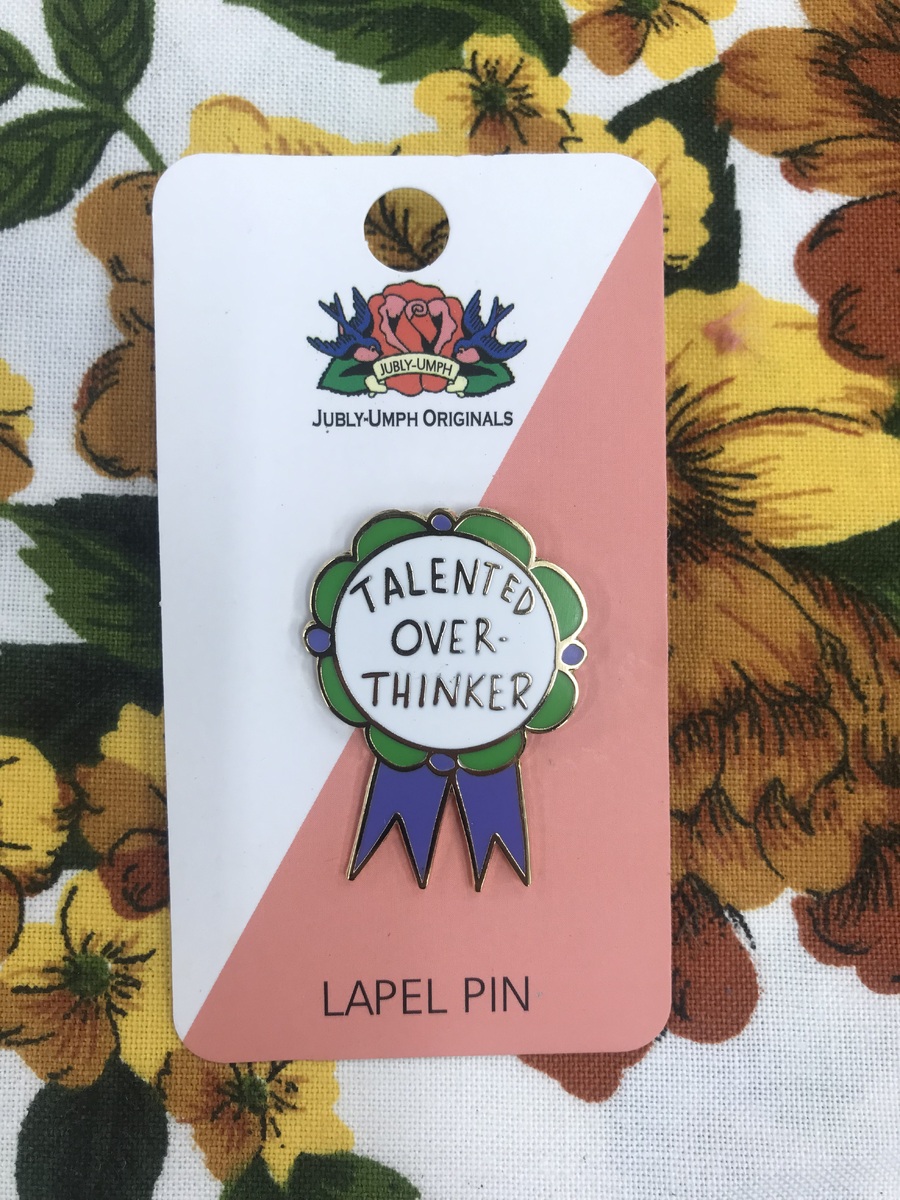 JUBLY-UMPH
JUBLY-UMPH ORIGINALS
TALENTED
OVER-
THINKER
LAPEL PIN